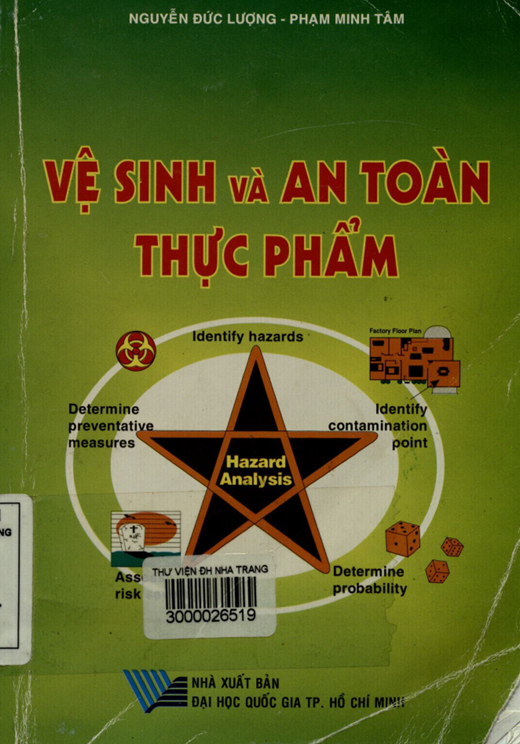 NGUYỄN ĐỨC LƯỢNG - PHẠM MINH TÂM
VỆ SINH VÀ AN TOÀN
THỰC PHẨM
Identify hazards
Factory Floor Plan
Determine
preventative
measures
Identify
contamination
point
Hazard
Analysis
risk
THƯ VIỆN ĐH NHA TRANG
3000026519
Determine
probability
NHÀ XUẤT BẢN
ĐẠI HỌC QUỐC GIA TP. HỒ CHÍ MINH